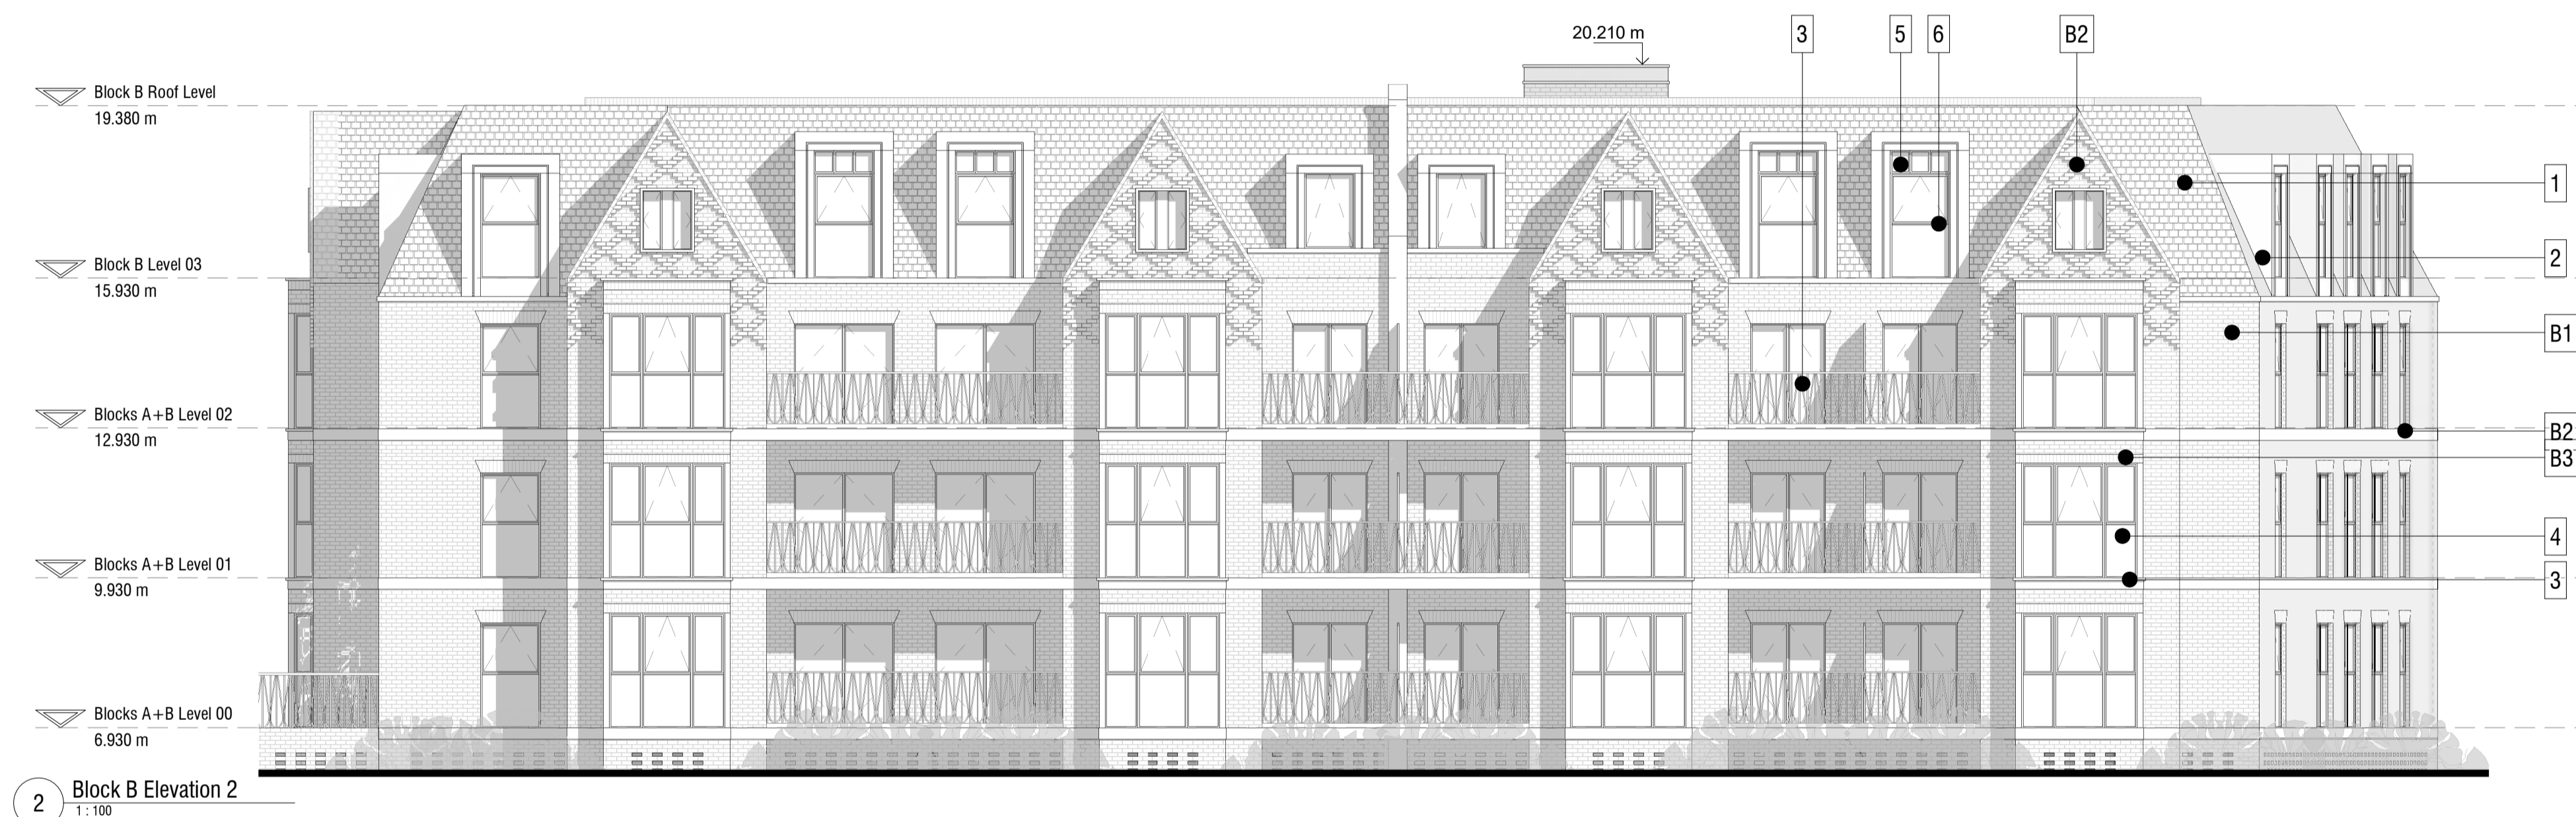 20.210 m
3
5
6
B2
Block B Roof Level
19.380 m
1
Block B Level 03
15.930 m
2
B1
Blocks A+B Level 02
12.930 m
B2
B3
4
Blocks A+B Level 01
9.930 m
3
Blocks A+B Level 00
6.930 m
2
Block B Elevation 2
1 : 100